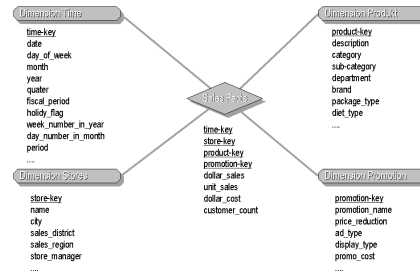 Dimension Time
time-key
date
day_of_week
month
year
quater
fiscal_period
holidy_flag
week_number_in_year
day_number_in_month
period
....
Dimension Produkt
product-key
description
category
sub-category
department
brand
package_type
diet_type
....
Sales Facts
time-key
store-key
product-key
promotion-key
dollar_sales
unit_sales
dollar_cost
customer_count
Dimension Stores
store-key
name
city
sales_district
sales_region
store_manager
....
Dimension Promotion
promotion-key
promotion_name
price_reduction
ad_type
display_type
promo_cost
....